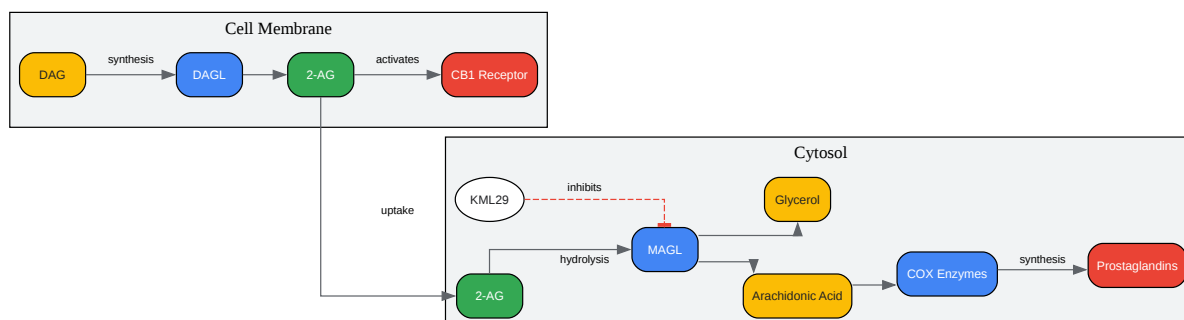 Cell Membrane
DAG
synthesis
DAGL
2-AG
activates
CB1 Receptor
uptake
Cytosol
KML29
inhibits
Glycerol
MAGL
hydrolysis
2-AG
Arachidonic Acid
COX Enzymes
synthesis
Prostaglandins